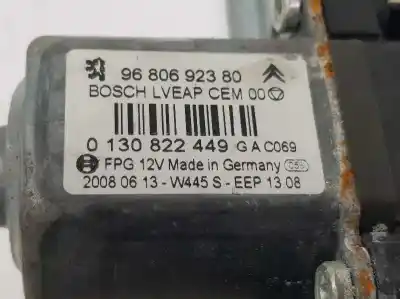 96 806 923 80
BOSCH LVEAP CEM 00
0 130 822 449 G A C069
FPG 12V Made in Germany
2008 06 13 - W445 S - EEP 13 08